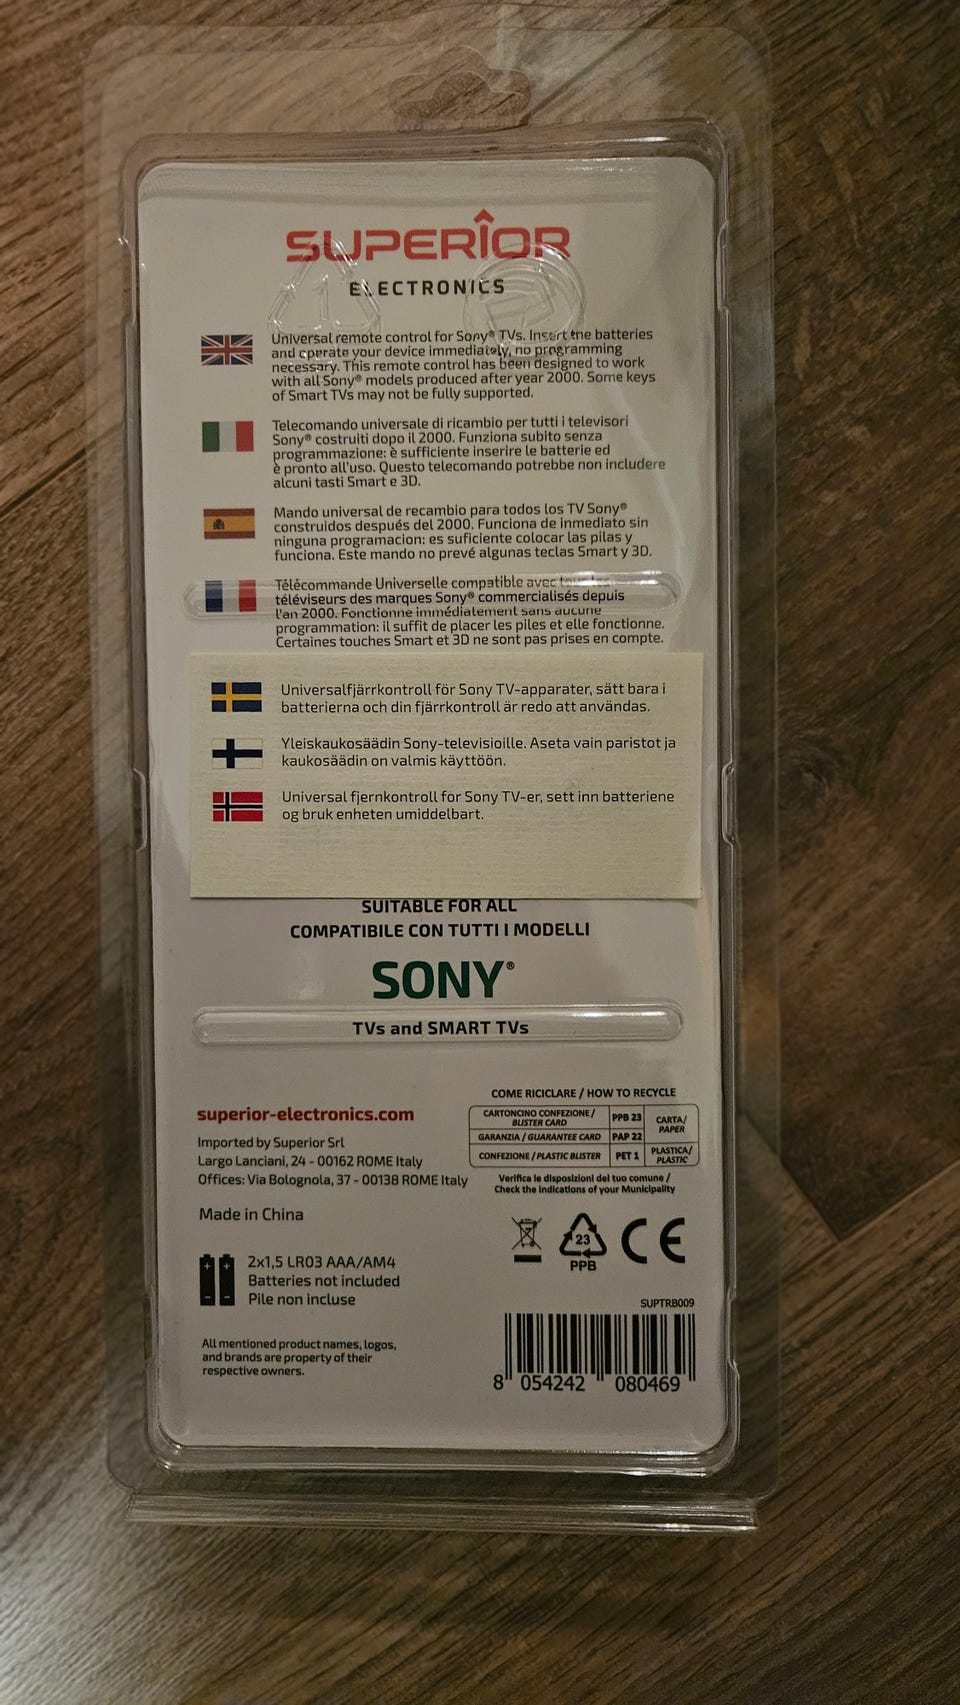 SUPERIOR
ELECTRONICS
Universal remote control for Sony® TVs. Insert the batteries
and operate your device immediately, no programming
necessary. This remote control has been designed to work
with all Sony® models produced after year 2000. Some keys
of Smart TVs may not be fully supported.
Telecomando universale di ricambio per tutti i televisori
Sony® costruiti dopo il 2000. Funziona subito senza
programmazione: è sufficiente inserire le batterie ed
è pronto all'uso. Questo telecomando potrebbe non includere
alcuni tasti Smart e 3D.
Mando universal de recambio para todos los TV Sony®
construidos después del 2000. Funciona de inmediato sin
ninguna programacion: es suficiente colocar las pilas y
funciona. Este mando no prevé algunas teclas Smart y 3D.
Télécommande Universelle compatible avec tous les
téléviseurs des marques Sony® commercialisés depuis
l'an 2000. Fonctionne immédiatement sans aucune
programmation: il suffit de placer les piles et elle fonctionne.
Certaines touches Smart et 3D ne sont pas prises en compte.
Universalfjärrkontroll för Sony TV-apparater, sätt bara i
batterierna och din fjärrkontroll är redo att användas.
Yleiskaukosäädin Sony-televisioille. Aseta vain paristot ja
kaukosäädin on valmis käyttöön.
Universal fjernkontroll for Sony TV-er, sett inn batteriene
og bruk enheten umiddelbart.
SUITABLE FOR ALL
COMPATIBILE CON TUTTI I MODELLI
SONY®
TVs and SMART TVs
superior-electronics.com
Imported by Superior Srl
Largo Lanciani, 24 - 00162 ROME Italy
Offices: Via Bolognola, 37 - 00138 ROME Italy
Made in China
2x1,5 LR03 AAA/AM4
Batteries not included
Pile non incluse
All mentioned product names, logos,
and brands are property of their
respective owners.
COME RICICLARE / HOW TO RECYCLE
CARTONCINO CONFEZIONE / BLISTER CARD PPB 23 CARTA/ PAPER
GARANZIA / GUARANTEE CARD PAP 22
CONFEZIONE / PLASTIC BLISTER PET 1 PLASTICA/ PLASTIC
Verifica le disposizioni del tuo comune /
Check the indications of your Municipality
23
PPB
CE
SUPTRB009
8 054242 080469
1